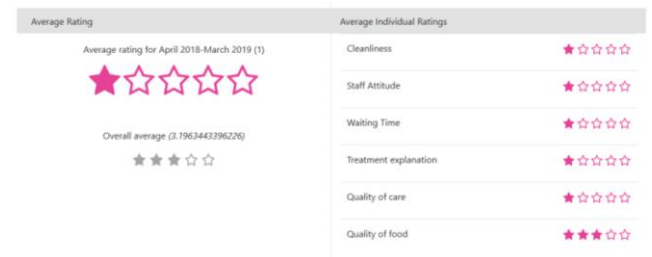 Average Rating
Average rating for April 2018-March 2019 (1)
Overall average (3.1963443396226)
Average Individual Ratings
Cleanliness
Staff Attitude
Waiting Time
Treatment explanation
Quality of care
Quality of food